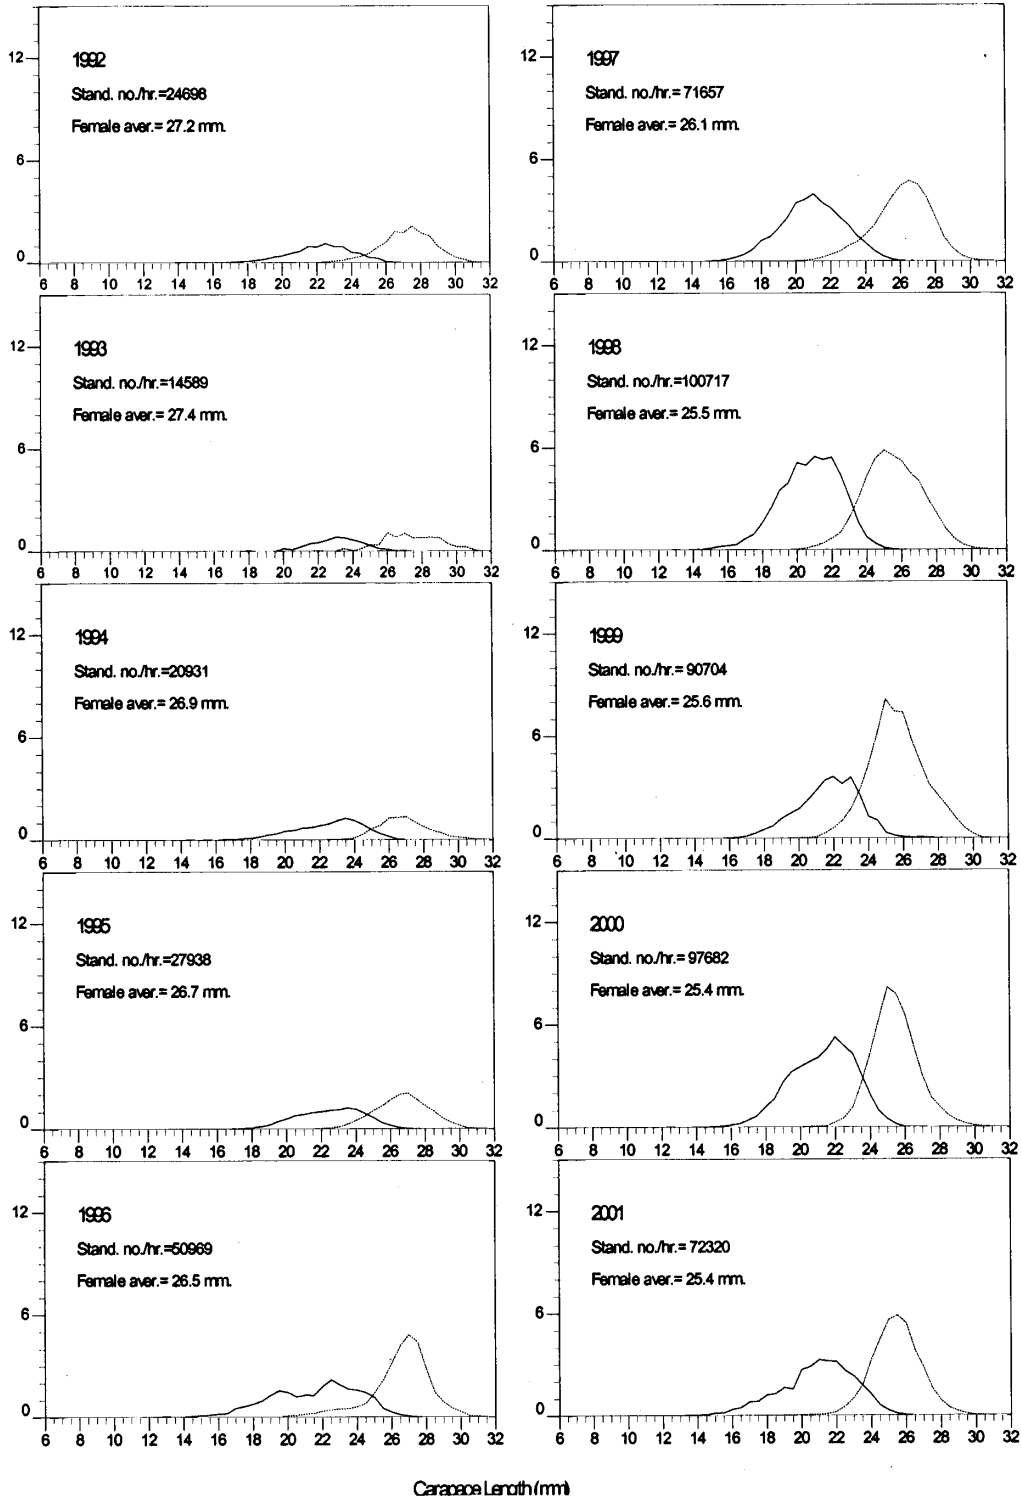 12
6
0
1992
Stand. no./hr.=24698
Female aver.= 27.2 mm.
6 8 10 12 14 16 18 20 22 24 26 28 30 32
12
6
0
1993
Stand. no./hr.=14589
Female aver.= 27.4 mm.
6 8 10 12 14 16 18 20 22 24 26 28 30 32
12
6
0
1994
Stand. no./hr.=20931
Female aver.= 26.9 mm.
6 8 10 12 14 16 18 20 22 24 26 28 30 32
12
6
0
1995
Stand. no./hr.=27938
Female aver.= 26.7 mm.
6 8 10 12 14 16 18 20 22 24 26 28 30 32
12
6
0
1996
Stand. no./hr.=50969
Female aver.= 26.5 mm.
6 8 10 12 14 16 18 20 22 24 26 28 30 32
12
6
0
1997
Stand. no./hr.= 71657
Female aver.= 26.1 mm.
6 8 10 12 14 16 18 20 22 24 26 28 30 32
12
6
0
1998
Stand. no./hr.=100717
Female aver.= 25.5 mm.
6 8 10 12 14 16 18 20 22 24 26 28 30 32
12
6
0
1999
Stand. no./hr.= 90704
Female aver.= 25.6 mm.
6 8 10 12 14 16 18 20 22 24 26 28 30 32
12
6
0
2000
Stand. no./hr.= 97682
Female aver.= 25.4 mm.
6 8 10 12 14 16 18 20 22 24 26 28 30 32
12
6
0
2001
Stand. no./hr.= 72320
Female aver.= 25.4 mm.
6 8 10 12 14 16 18 20 22 24 26 28 30 32
Carapace Length (mm)